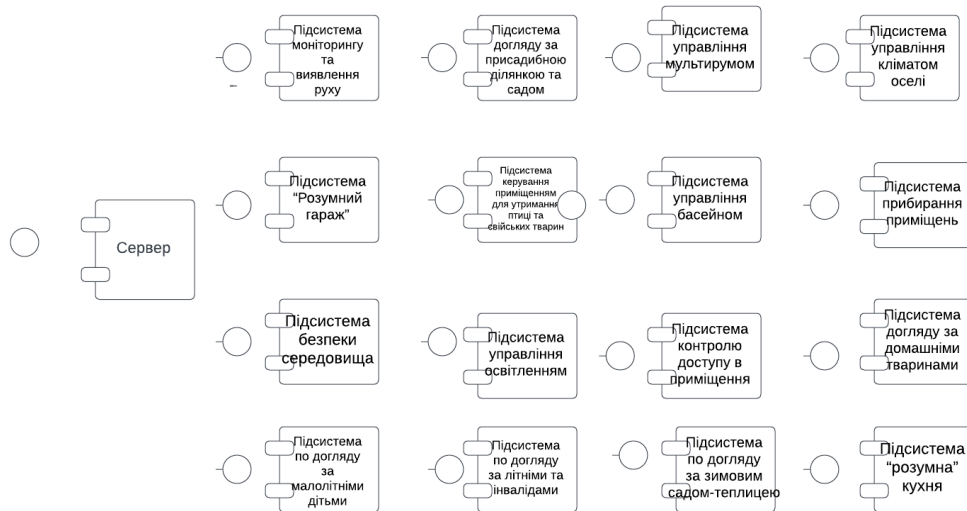 Підсистема
моніторингу
та
виявлення
руху
Підсистема
догляду за
присадибною
ділянкою та
садом
Підсистема
управління
мультирумом
Підсистема
управління
кліматом
оселі
Сервер
Підсистема
“Розумний
гараж”
Підсистема
керування
приміщенням
для утримання
птиці та
свійських тварин
Підсистема
управління
басейном
Підсистема
прибирання
приміщень
Підсистема
безпеки
середовища
Підсистема
управління
освітленням
Підсистема
контролю
доступу в
приміщення
Підсистема
догляду за
домашніми
тваринами
Підсистема
по догляду
за
малолітніми
дітьми
Підсистема
по догляду
за літніми та
інвалідами
Підсистема
по догляду
за зимовим
садом-теплицею
Підсистема
“розумна”
кухня